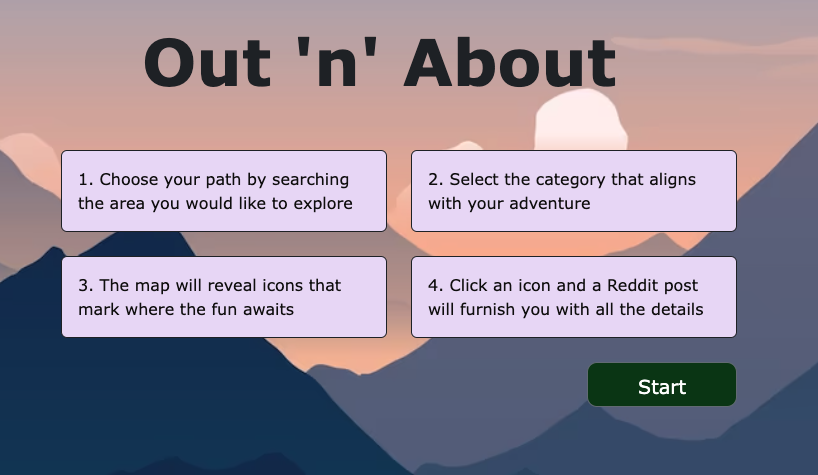 Out 'n' About
1. Choose your path by searching
the area you would like to explore
2. Select the category that aligns
with your adventure
3. The map will reveal icons that
mark where the fun awaits
4. Click an icon and a Reddit post
will furnish you with all the details
Start